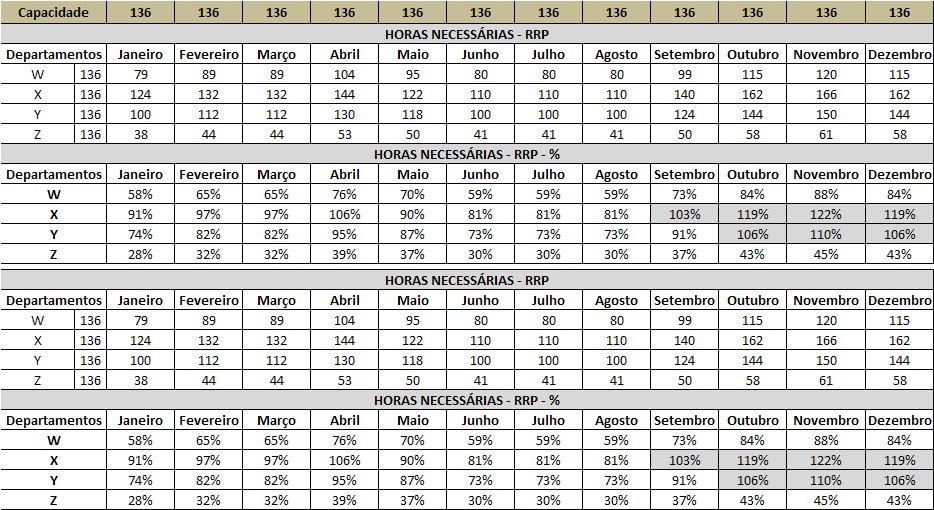 Capacidade 136 136 136 136 136 136 136 136 136 136 136 136
HORAS NECESSÁRIAS - RRP
Departamentos Janeiro Fevereiro Março Abril Maio Junho Julho Agosto Setembro Outubro Novembro Dezembro
W 136 79 89 89 104 95 80 80 80 99 115 120 115
X 136 124 132 132 144 122 110 110 110 140 162 166 162
Y 136 100 112 112 130 118 100 100 100 124 144 150 144
Z 136 38 44 44 53 50 41 41 41 50 58 61 58
HORAS NECESSÁRIAS - RRP - %
Departamentos Janeiro Fevereiro Março Abril Maio Junho Julho Agosto Setembro Outubro Novembro Dezembro
W 58% 65% 65% 76% 70% 59% 59% 59% 73% 84% 88% 84%
X 91% 97% 97% 106% 90% 81% 81% 81% 103% 119% 122% 119%
Y 74% 82% 82% 95% 87% 73% 73% 73% 91% 106% 110% 106%
Z 28% 32% 32% 39% 37% 30% 30% 30% 37% 43% 45% 43%
HORAS NECESSÁRIAS - RRP
Departamentos Janeiro Fevereiro Março Abril Maio Junho Julho Agosto Setembro Outubro Novembro Dezembro
W 136 79 89 89 104 95 80 80 80 99 115 120 115
X 136 124 132 132 144 122 110 110 110 140 162 166 162
Y 136 100 112 112 130 118 100 100 100 124 144 150 144
Z 136 38 44 44 53 50 41 41 41 50 58 61 58
HORAS NECESSÁRIAS - RRP - %
Departamentos Janeiro Fevereiro Março Abril Maio Junho Julho Agosto Setembro Outubro Novembro Dezembro
W 58% 65% 65% 76% 70% 59% 59% 59% 73% 84% 88% 84%
X 91% 97% 97% 106% 90% 81% 81% 81% 103% 119% 122% 119%
Y 74% 82% 82% 95% 87% 73% 73% 73% 91% 106% 110% 106%
Z 28% 32% 32% 39% 37% 30% 30% 30% 37% 43% 45% 43%